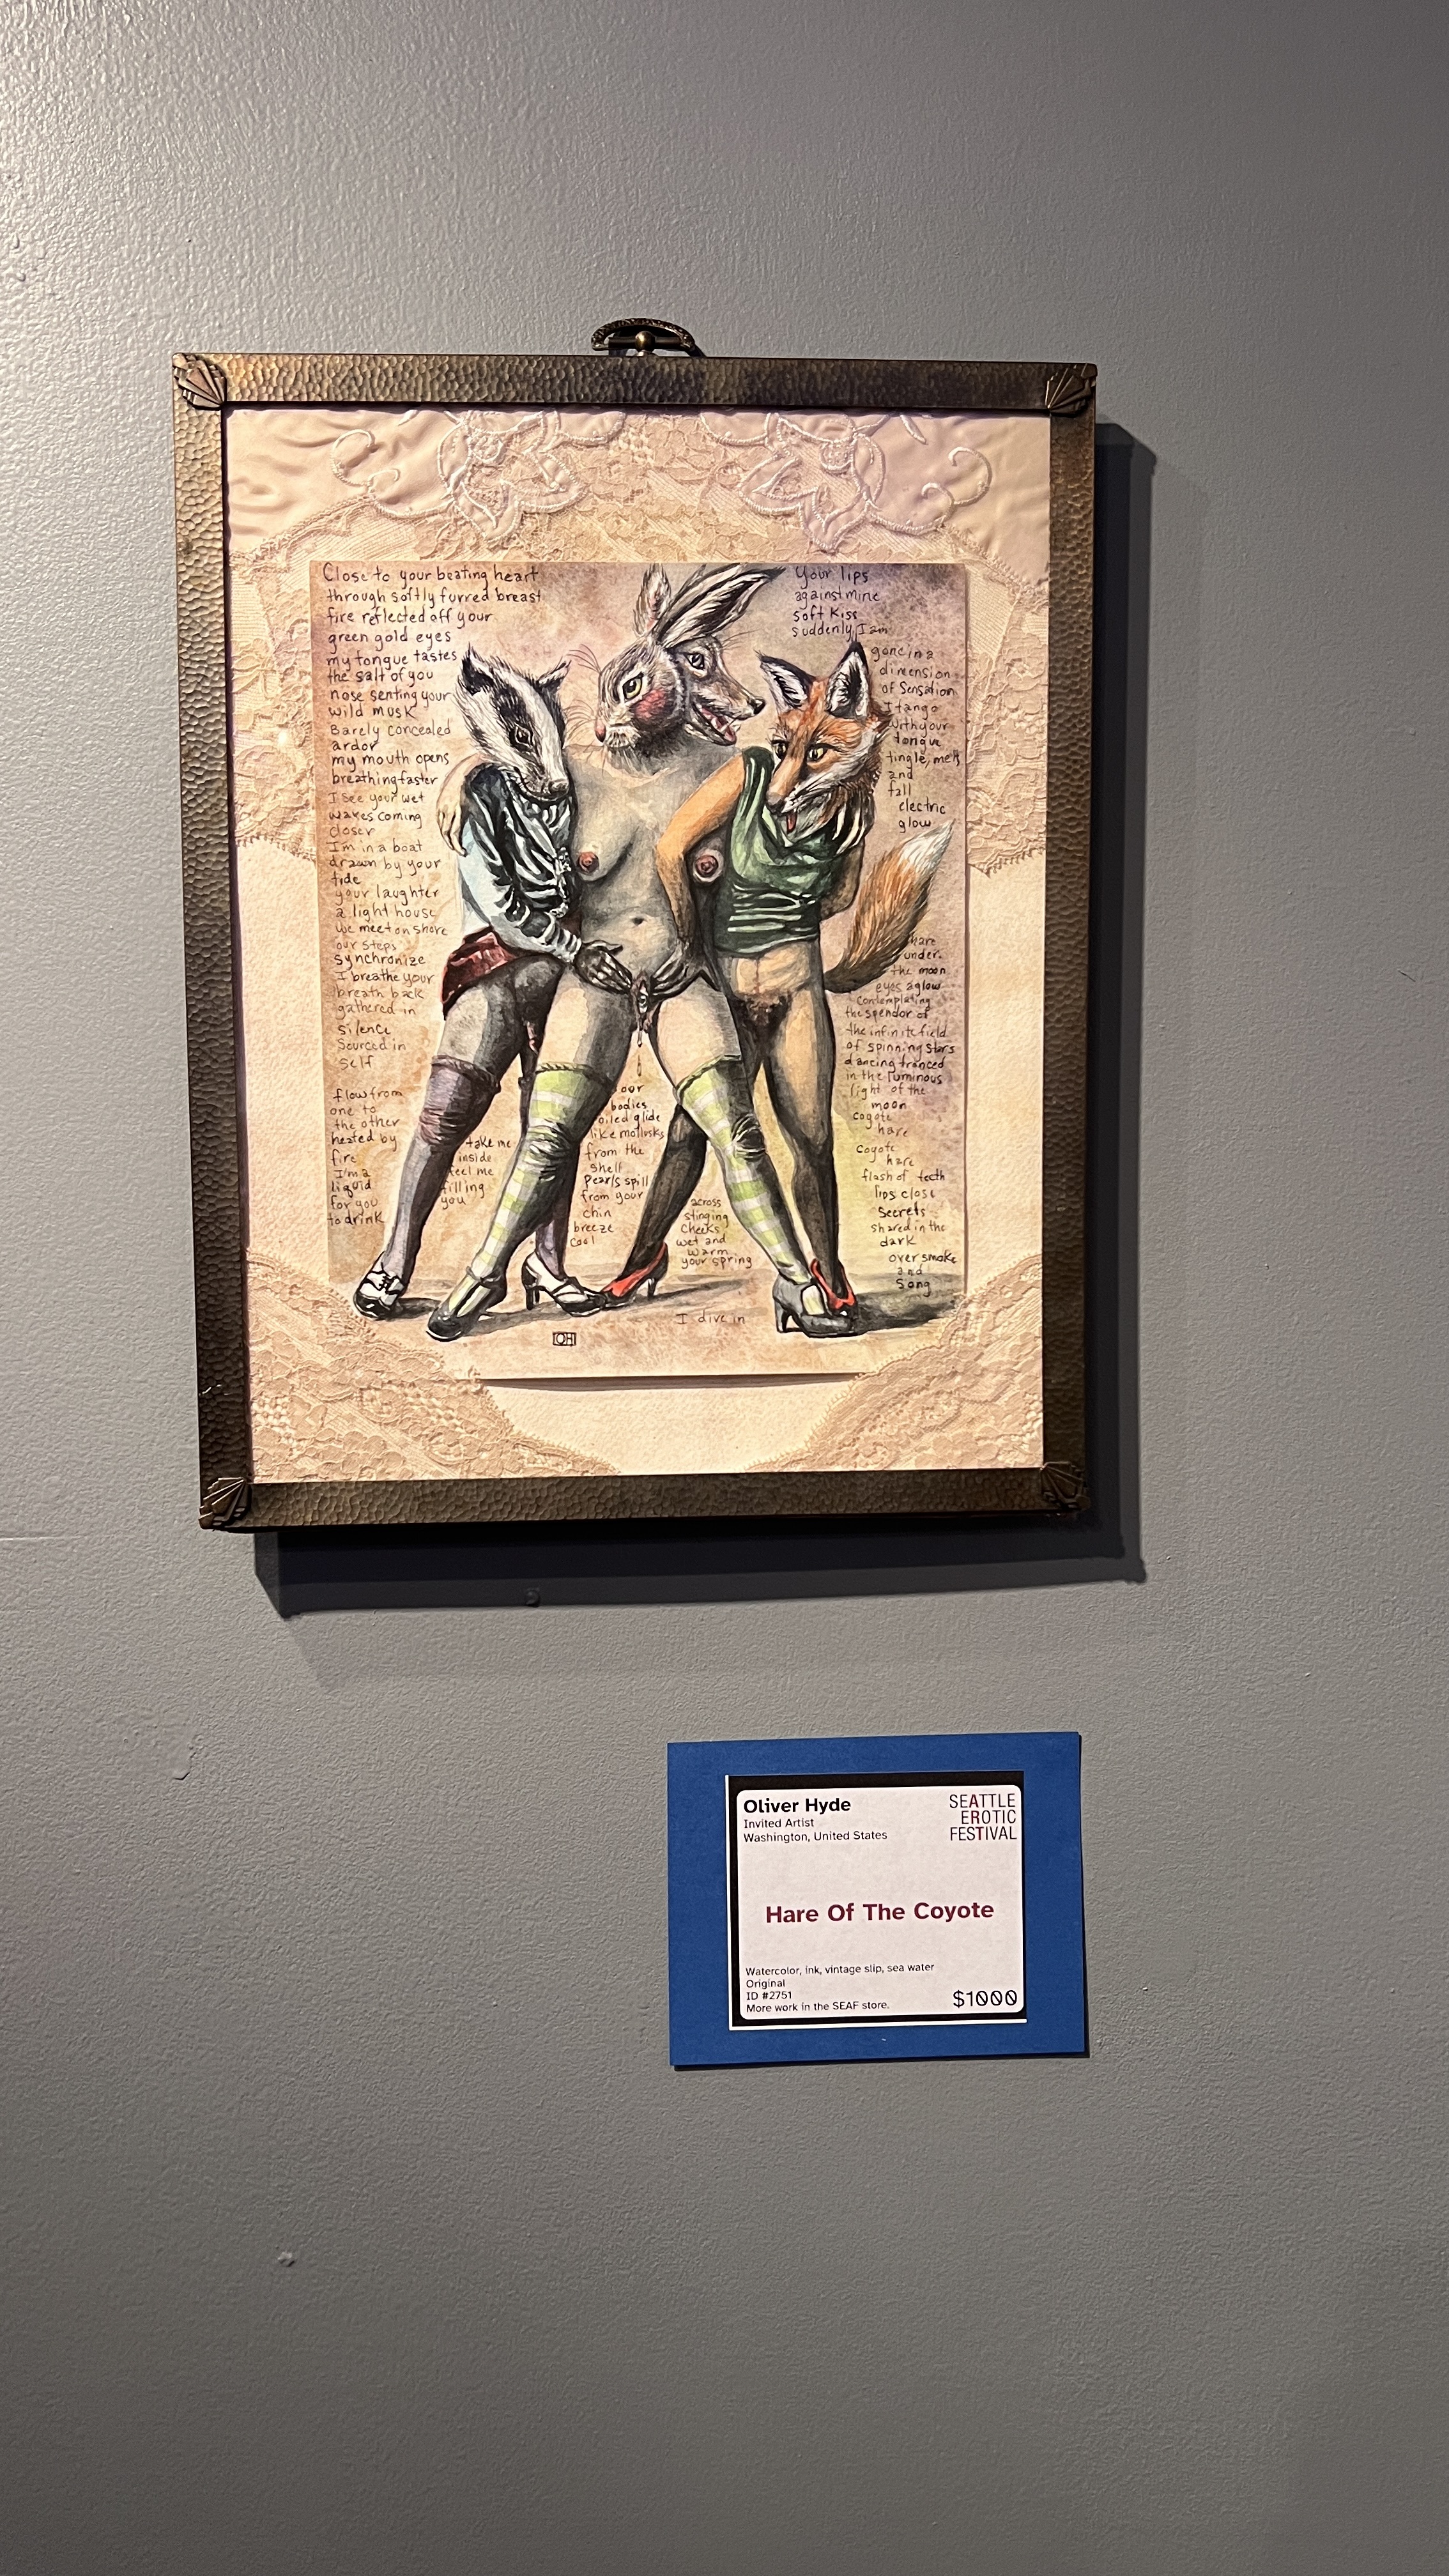 Close to your beating heart
through softly furred breast
fire reflected off your
green gold eyes
my tongue tastes
the salt of you
nose senting your
wild musk
Barely concealed
ardor
my mouth opens
breathing faster
I see your wet
waves coming
closer
I'm in a boat
drawn by your
tide
your laughter
a light house
we meet on shore
our steps
synchronize
I breathe your
breath back
gathered in
silence
Sourced in
self
flow from
one to
the other
heated by
fire
I'm a
liquid
for you
to drink
take me
inside
feel me
filling
you
our
bodies
oiled glide
like mollusks
from the
shell
pearls spill
from your
chin
breeze
cool
across
stinging
cheeks
wet and
warm
your spring
I dive in
Your lips
against mine
soft kiss
suddenly I am
gone in a
dimension
of Sensation
I tango
with your
tongue
tingle, melt
and
fall
electric
glow
hare
under
the moon
eyes aglow
contemplating
the spendor of
the infinite field
of spinning stars
dancing tranced
in the luminous
light of the
moon
coyote
hare
coyote
hare
flash of teeth
lips close
secrets
shared in the
dark
over smoke
and
song
OH
Oliver Hyde
Invited Artist
Washington, United States
SEATTLE
EROTIC
FESTIVAL
Hare Of The Coyote
Watercolor, ink, vintage slip, sea water
Original
ID #2751
More work in the SEAF store.
$1000